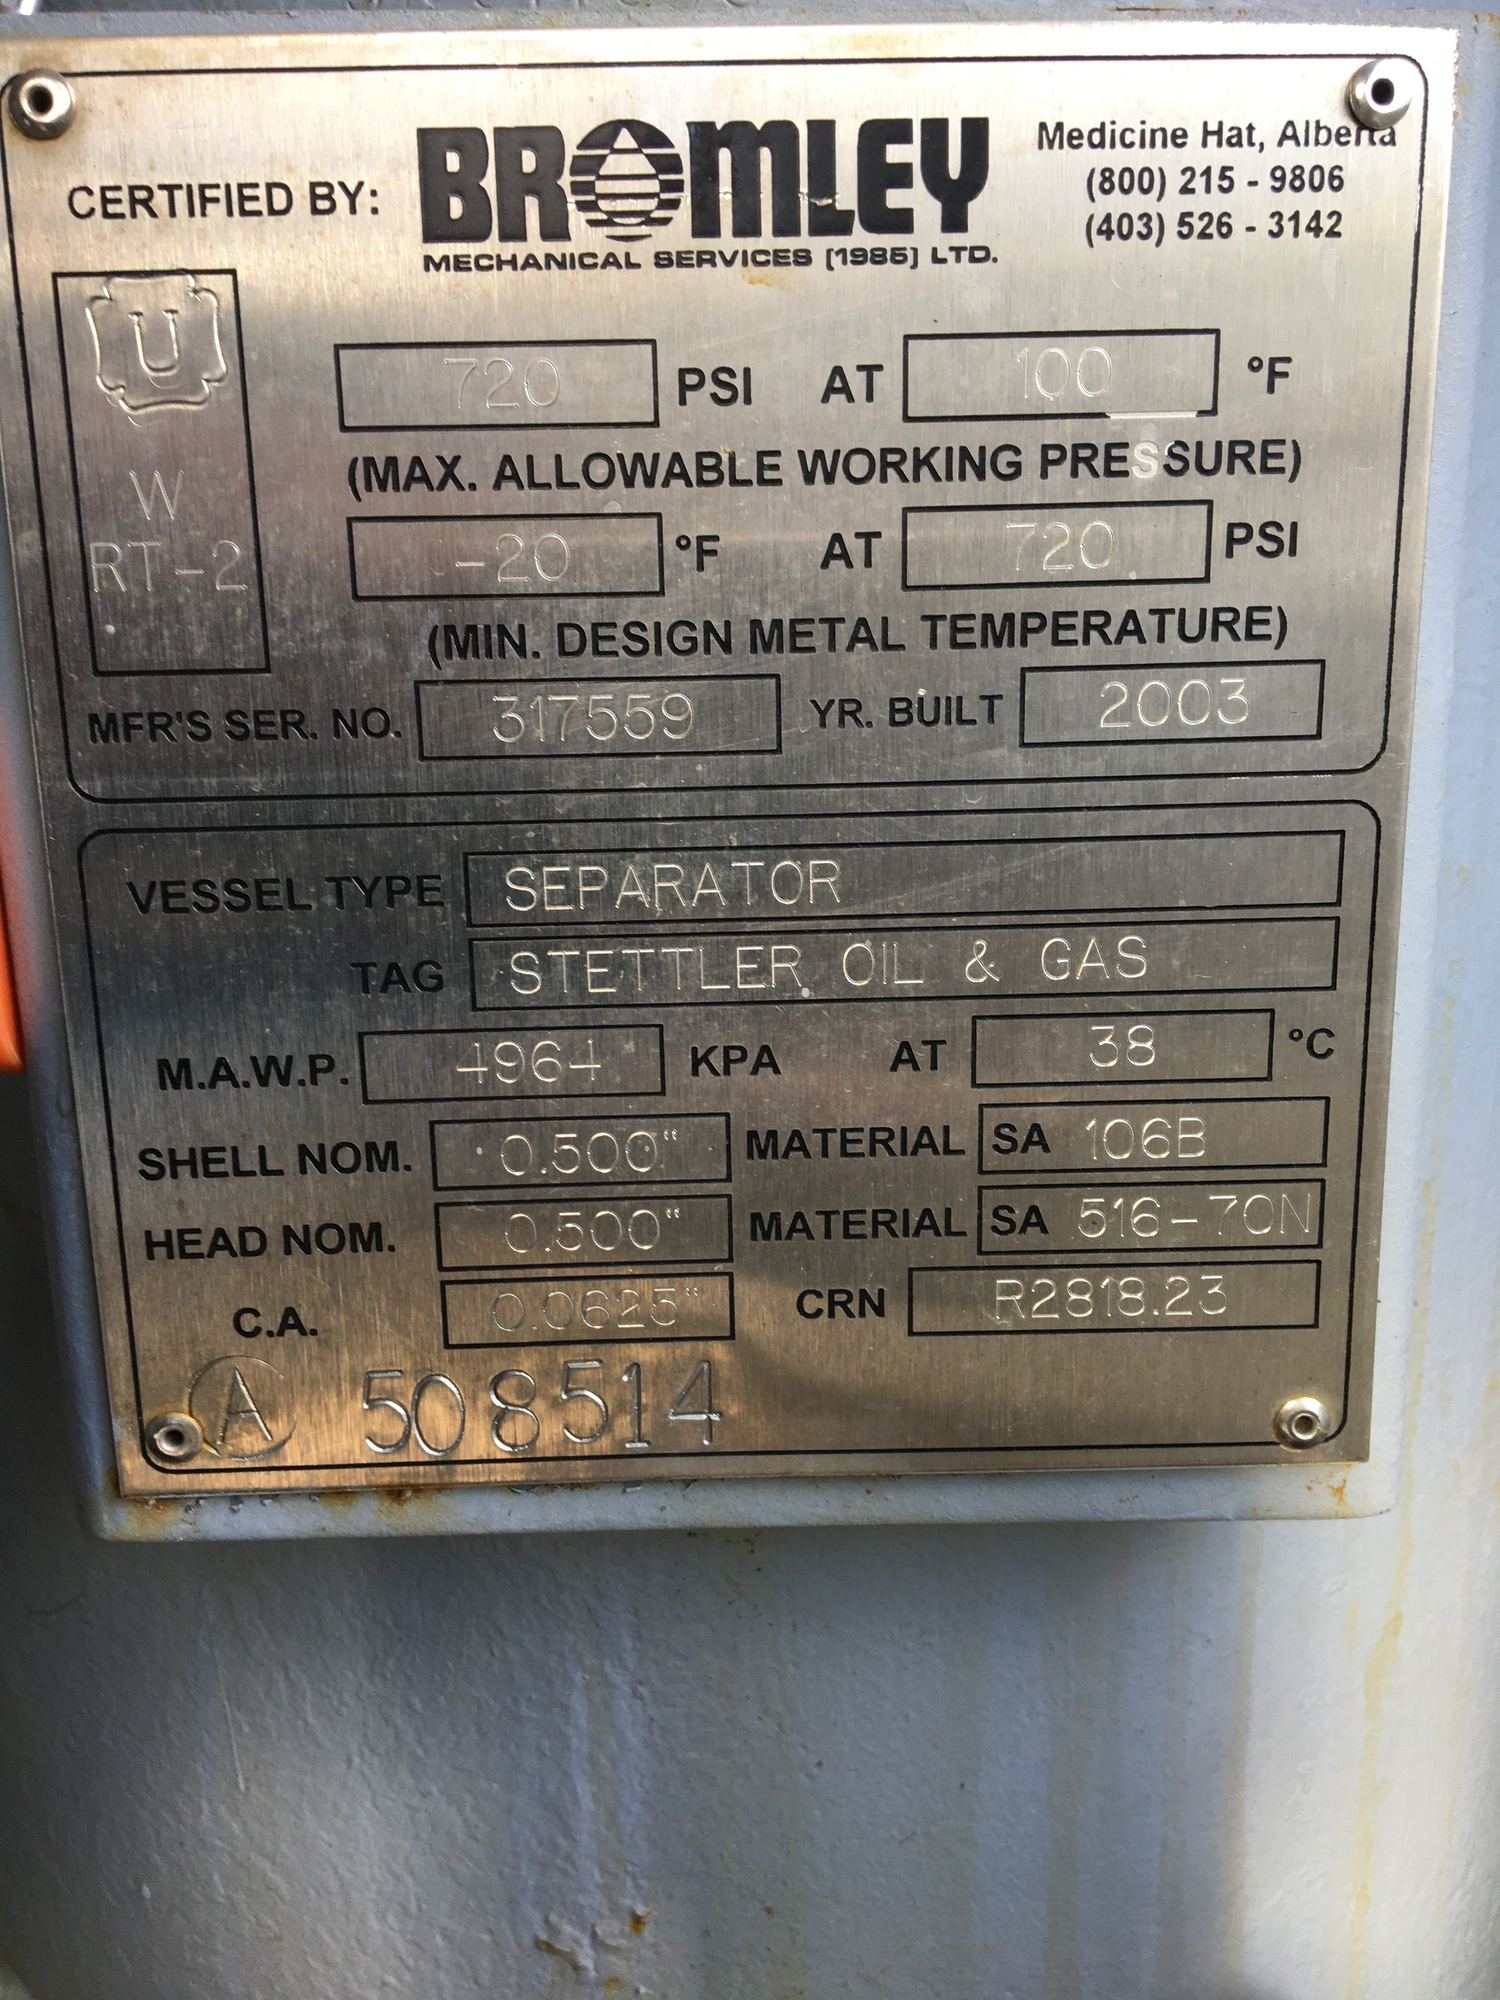 CERTIFIED BY: BROMLEY Medicine Hat, Alberta
(800) 215 - 9806
(403) 526 - 3142
MECHANICAL SERVICES (1985) LTD.
U
W
RT-2
720 PSI AT 100 °F
(MAX. ALLOWABLE WORKING PRESSURE)
-20 °F AT 720 PSI
(MIN. DESIGN METAL TEMPERATURE)
MFR'S SER. NO. 317559 YR. BUILT 2003
VESSEL TYPE SEPARATOR
TAG STETTLER OIL & GAS
M.A.W.P. 4964 KPA AT 38 °C
SHELL NOM. 0.500" MATERIAL SA 106B
HEAD NOM. 0.500" MATERIAL SA 516-70N
C.A. 0.0625" CRN R2818.23
A 508514